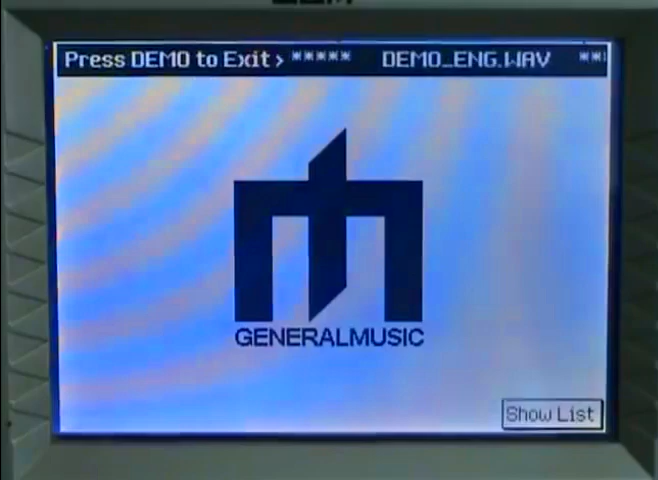 Press DEMO to Exit> ***** DEMO_ENG.WAV **
GENERALMUSIC
Show List